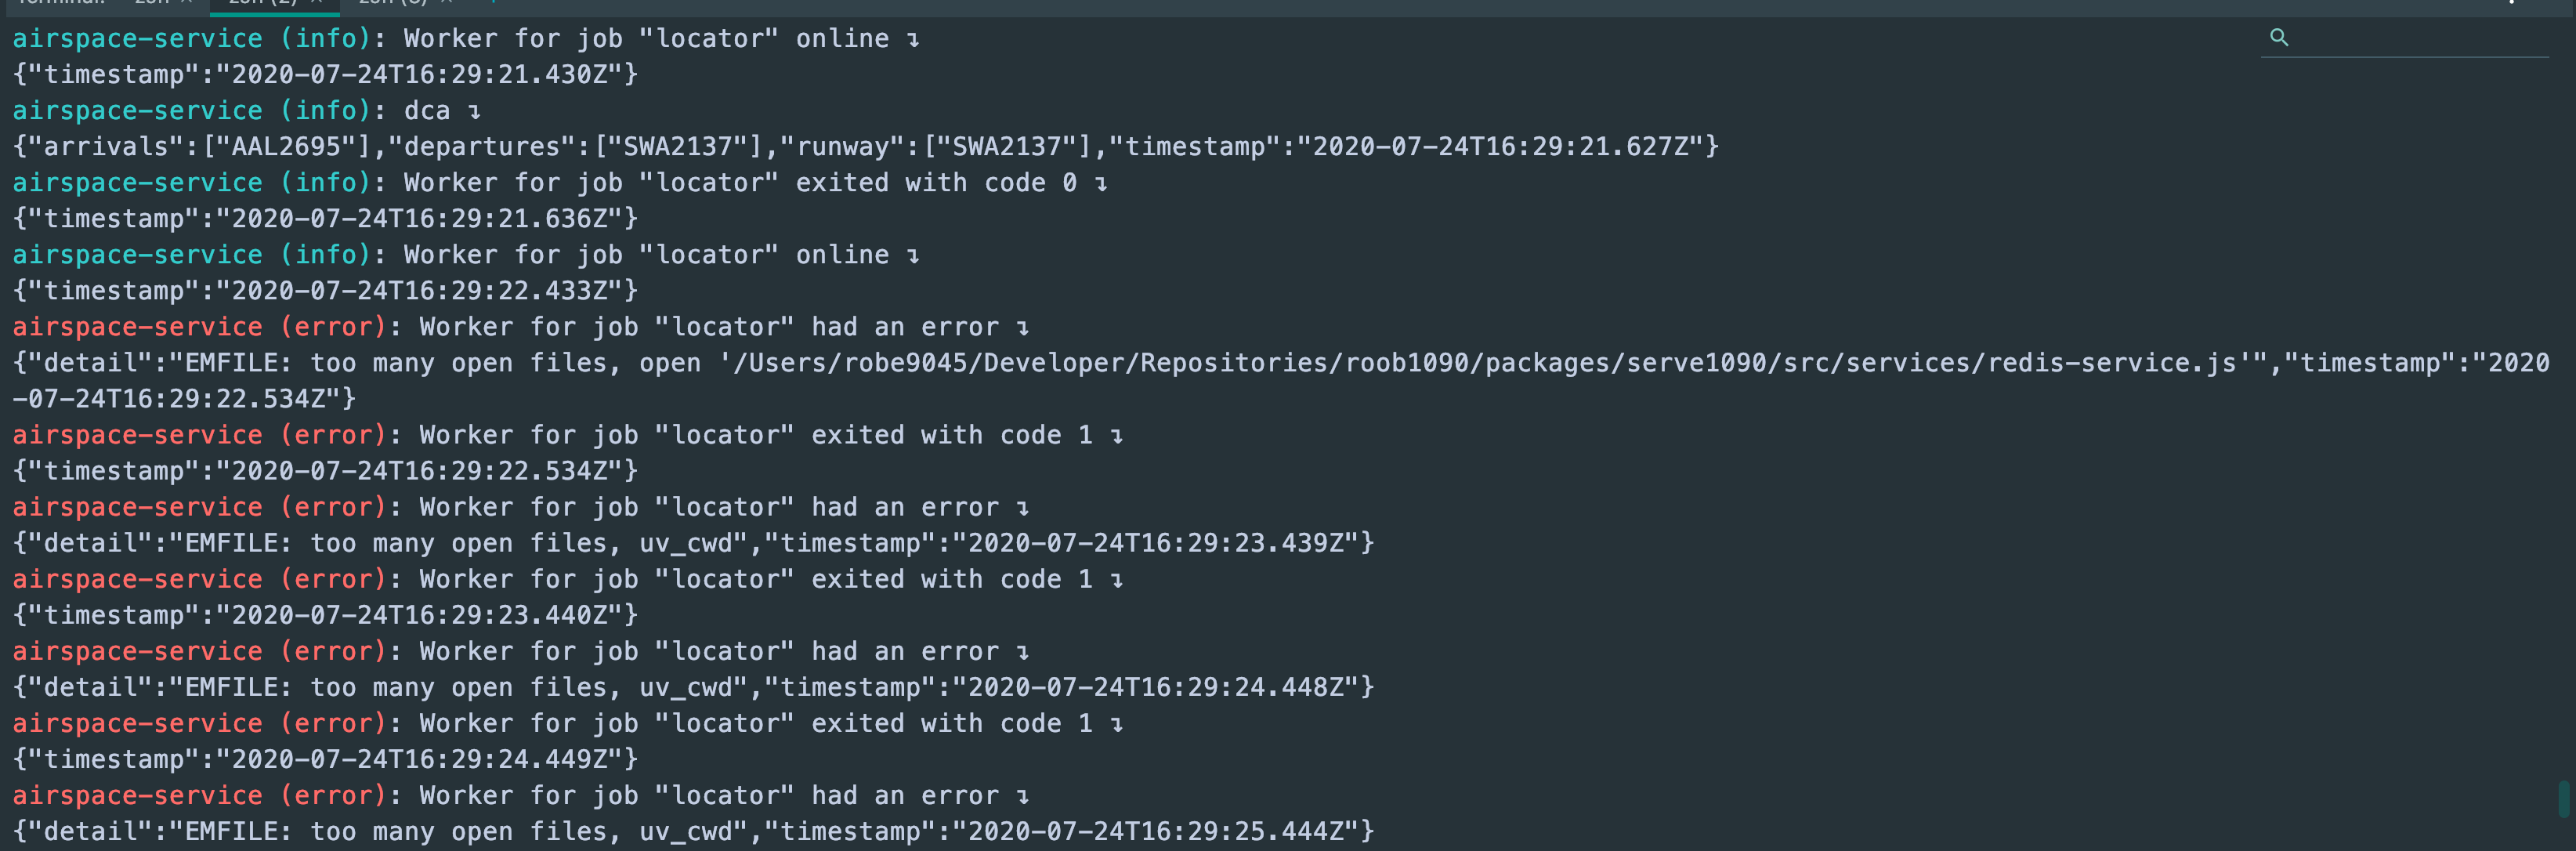 airspace-service (info): Worker for job "locator" online ↴
{"timestamp":"2020-07-24T16:29:21.430Z"}
airspace-service (info): dca ↴
{"arrivals":["AAL2695"],"departures":["SWA2137"],"runway":["SWA2137"],"timestamp":"2020-07-24T16:29:21.627Z"}
airspace-service (info): Worker for job "locator" exited with code 0 ↴
{"timestamp":"2020-07-24T16:29:21.636Z"}
airspace-service (info): Worker for job "locator" online ↴
{"timestamp":"2020-07-24T16:29:22.433Z"}
airspace-service (error): Worker for job "locator" had an error ↴
{"detail":"EMFILE: too many open files, open '/Users/robe9045/Developer/Repositories/roob1090/packages/serve1090/src/services/redis-service.js'","timestamp":"2020
-07-24T16:29:22.534Z"}
airspace-service (error): Worker for job "locator" exited with code 1 ↴
{"timestamp":"2020-07-24T16:29:22.534Z"}
airspace-service (error): Worker for job "locator" had an error ↴
{"detail":"EMFILE: too many open files, uv_cwd","timestamp":"2020-07-24T16:29:23.439Z"}
airspace-service (error): Worker for job "locator" exited with code 1 ↴
{"timestamp":"2020-07-24T16:29:23.440Z"}
airspace-service (error): Worker for job "locator" had an error ↴
{"detail":"EMFILE: too many open files, uv_cwd","timestamp":"2020-07-24T16:29:24.448Z"}
airspace-service (error): Worker for job "locator" exited with code 1 ↴
{"timestamp":"2020-07-24T16:29:24.449Z"}
airspace-service (error): Worker for job "locator" had an error ↴
{"detail":"EMFILE: too many open files, uv_cwd","timestamp":"2020-07-24T16:29:25.444Z"}